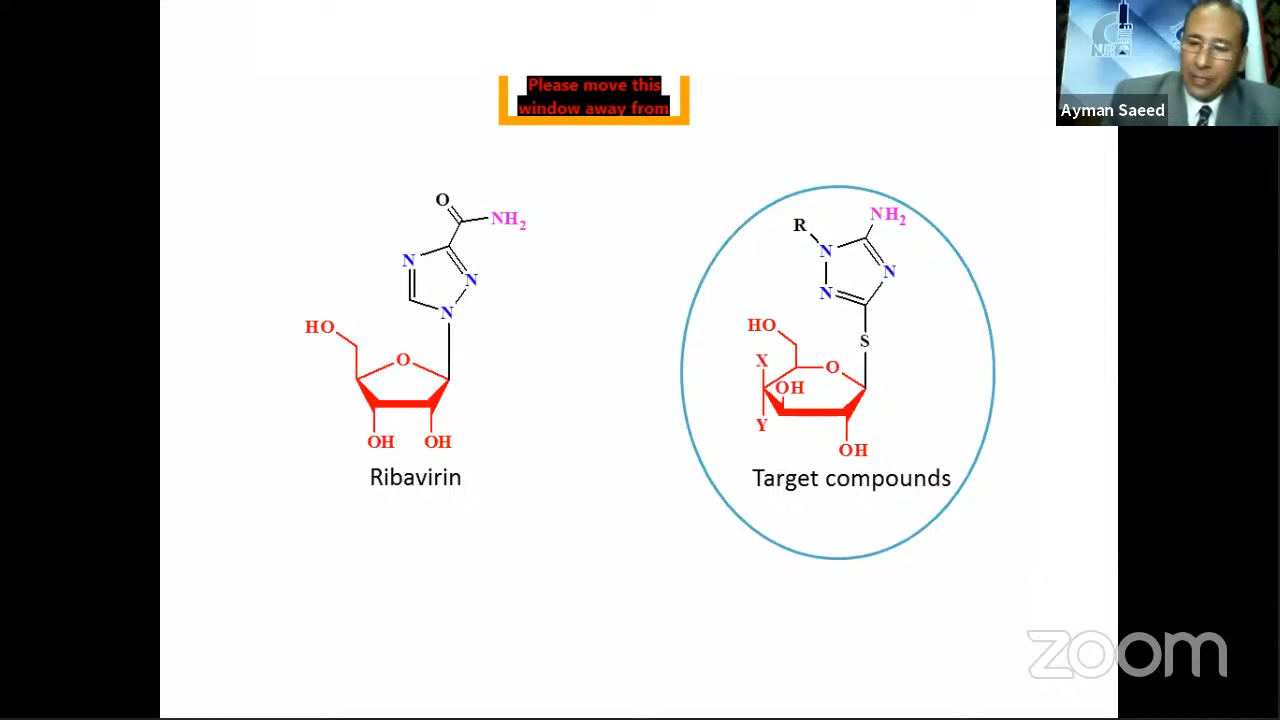 Please move this
window away from
Ayman Saeed
O
NH2
N
N
N
HO
O
OH
OH
Ribavirin
R
NH2
N
N
N
S
HO
X
O
OH
Y
OH
Target compounds
zoom